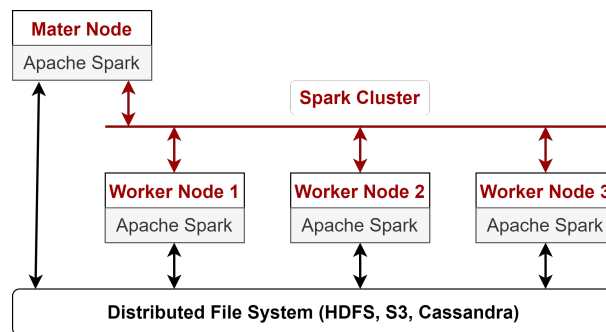 Mater Node
Apache Spark
Spark Cluster
Worker Node 1
Worker Node 2
Worker Node 3
Apache Spark
Apache Spark
Apache Spark
Distributed File System (HDFS, S3, Cassandra)